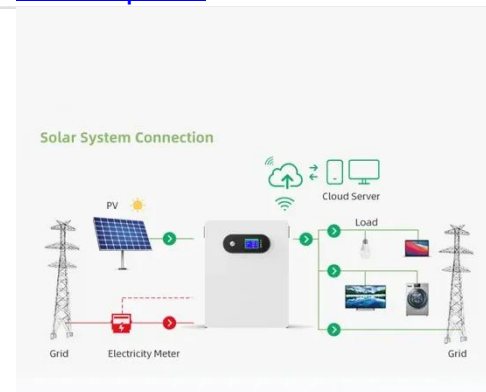 Solar System Connection
Cloud Server
PV
Load
Grid
Electricity Meter
Grid